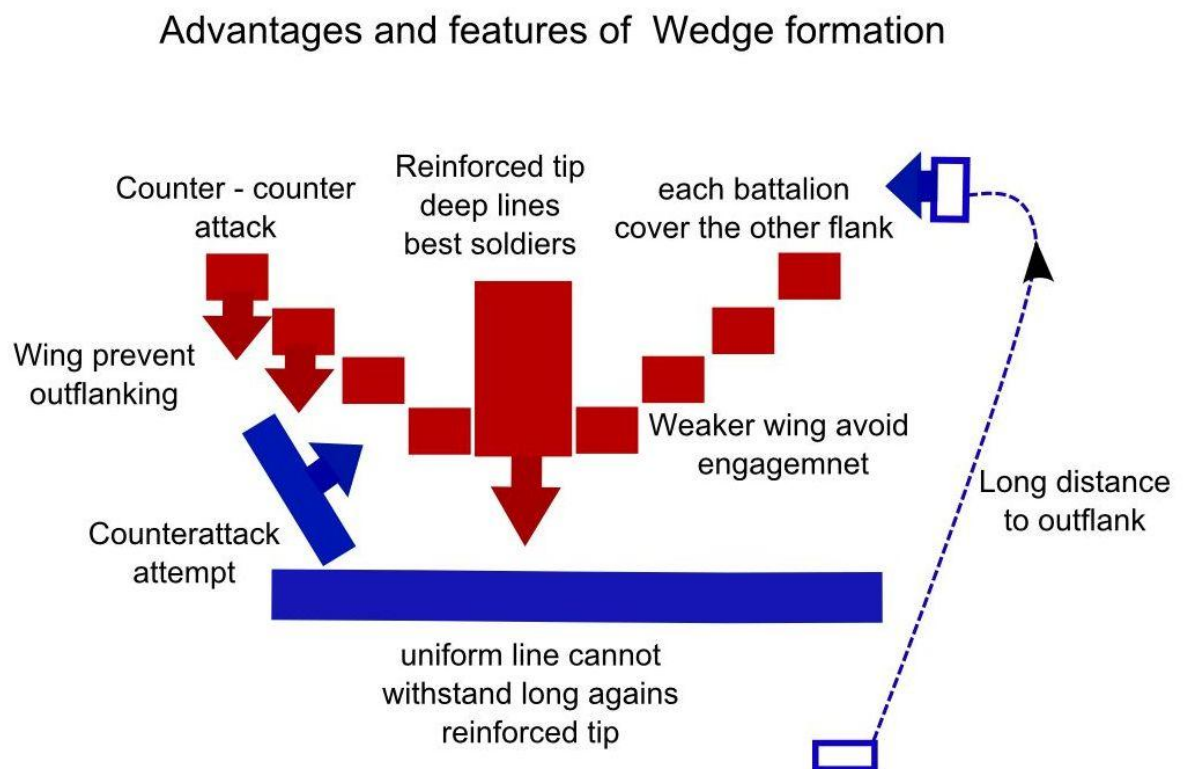 Advantages and features of Wedge formation
Counter - counter
attack
Reinforced tip
deep lines
best soldiers
each battalion
cover the other flank
Wing prevent
outflanking
Weaker wing avoid
engagemnet
Long distance
to outflank
Counterattack
attempt
uniform line cannot
withstand long agains
reinforced tip